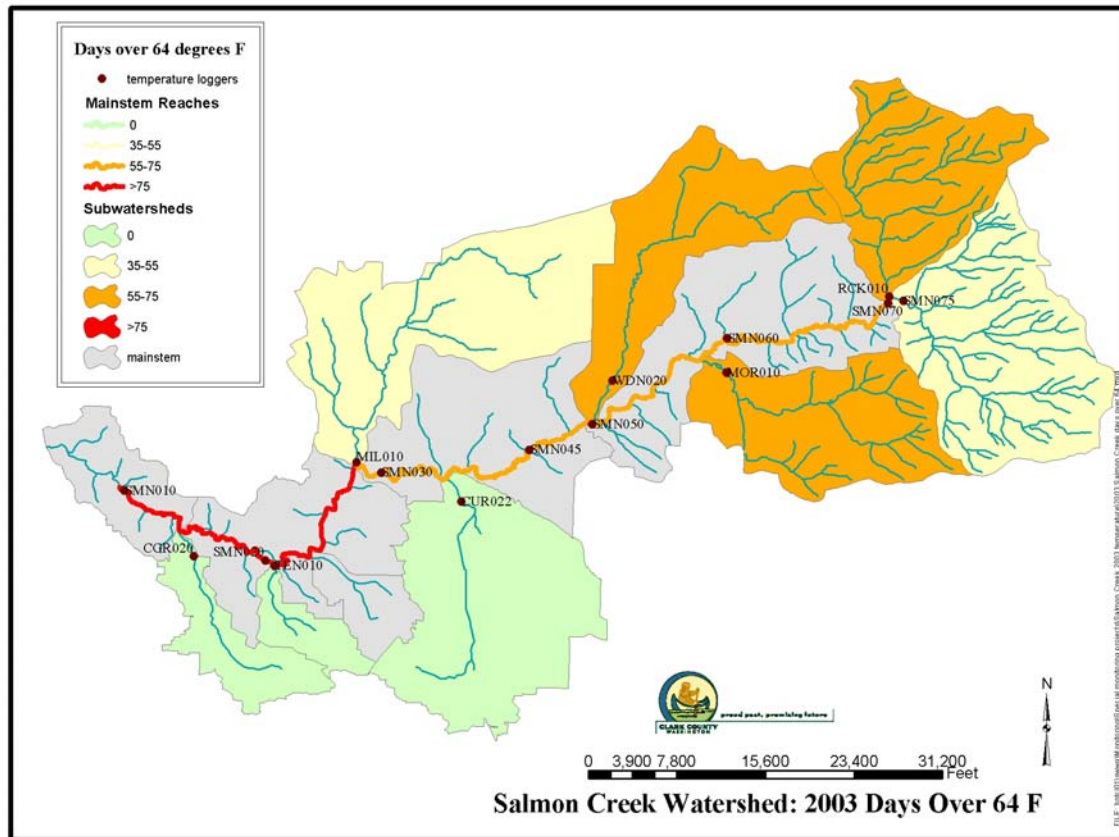 Days over 64 degrees F
temperature loggers
Mainstem Reaches
0
35-55
55-75
>75
Subwatersheds
0
35-55
55-75
>75
mainstem
RCK010
SMN075
SMN070
SMN060
MOR010
WDN020
SMN050
SMN045
MIL010
SMN030
CUR022
SMN010
CGR020
N
proud past, promising future
CLARK COUNTY
WASHINGTON
0 3,900 7,800 15,600 23,400 31,200
Feet
Salmon Creek Watershed: 2003 Days Over 64 F